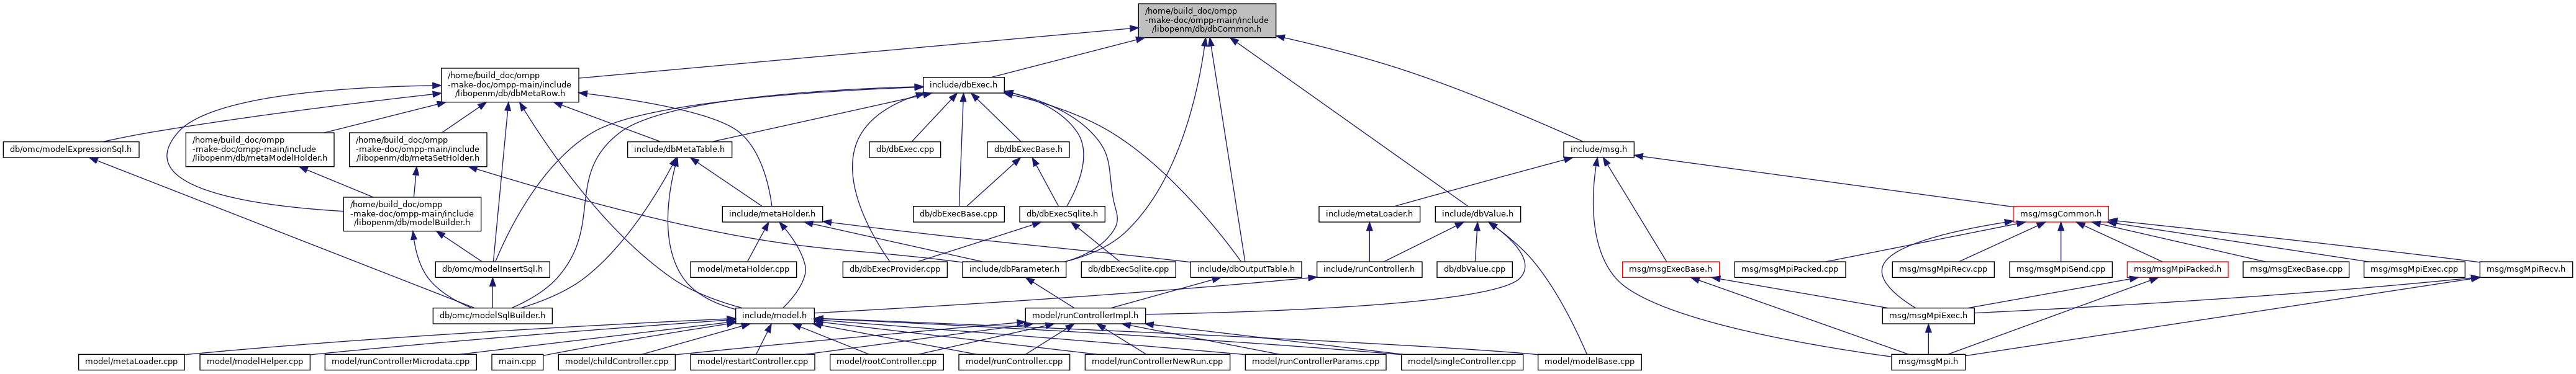 /home/build_doc/ompp
-make-doc/ompp-main/include
/libopenm/db/dbCommon.h
/home/build_doc/ompp
-make-doc/ompp-main/include
/libopenm/db/dbMetaRow.h
include/dbExec.h
db/omc/modelExpressionSql.h
/home/build_doc/ompp
-make-doc/ompp-main/include
/libopenm/db/metaModelHolder.h
/home/build_doc/ompp
-make-doc/ompp-main/include
/libopenm/db/metaSetHolder.h
include/dbMetaTable.h
db/dbExec.cpp
db/dbExecBase.h
include/msg.h
/home/build_doc/ompp
-make-doc/ompp-main/include
/libopenm/db/modelBuilder.h
include/metaHolder.h
db/dbExecBase.cpp
db/dbExecSqlite.h
include/metaLoader.h
include/dbValue.h
msg/msgCommon.h
db/omc/modelInsertSql.h
model/metaHolder.cpp
db/dbExecProvider.cpp
include/dbParameter.h
db/dbExecSqlite.cpp
include/dbOutputTable.h
include/runController.h
db/dbValue.cpp
msg/msgExecBase.h
msg/msgMpiPacked.cpp
msg/msgMpiRecv.cpp
msg/msgMpiSend.cpp
msg/msgMpiPacked.h
msg/msgExecBase.cpp
msg/msgMpiExec.cpp
msg/msgMpiRecv.h
db/omc/modelSqlBuilder.h
include/model.h
model/runControllerImpl.h
msg/msgMpiExec.h
model/metaLoader.cpp
model/modelHelper.cpp
model/runControllerMicrodata.cpp
main.cpp
model/childController.cpp
model/restartController.cpp
model/rootController.cpp
model/runController.cpp
model/runControllerNewRun.cpp
model/runControllerParams.cpp
model/singleController.cpp
model/modelBase.cpp
msg/msgMpi.h